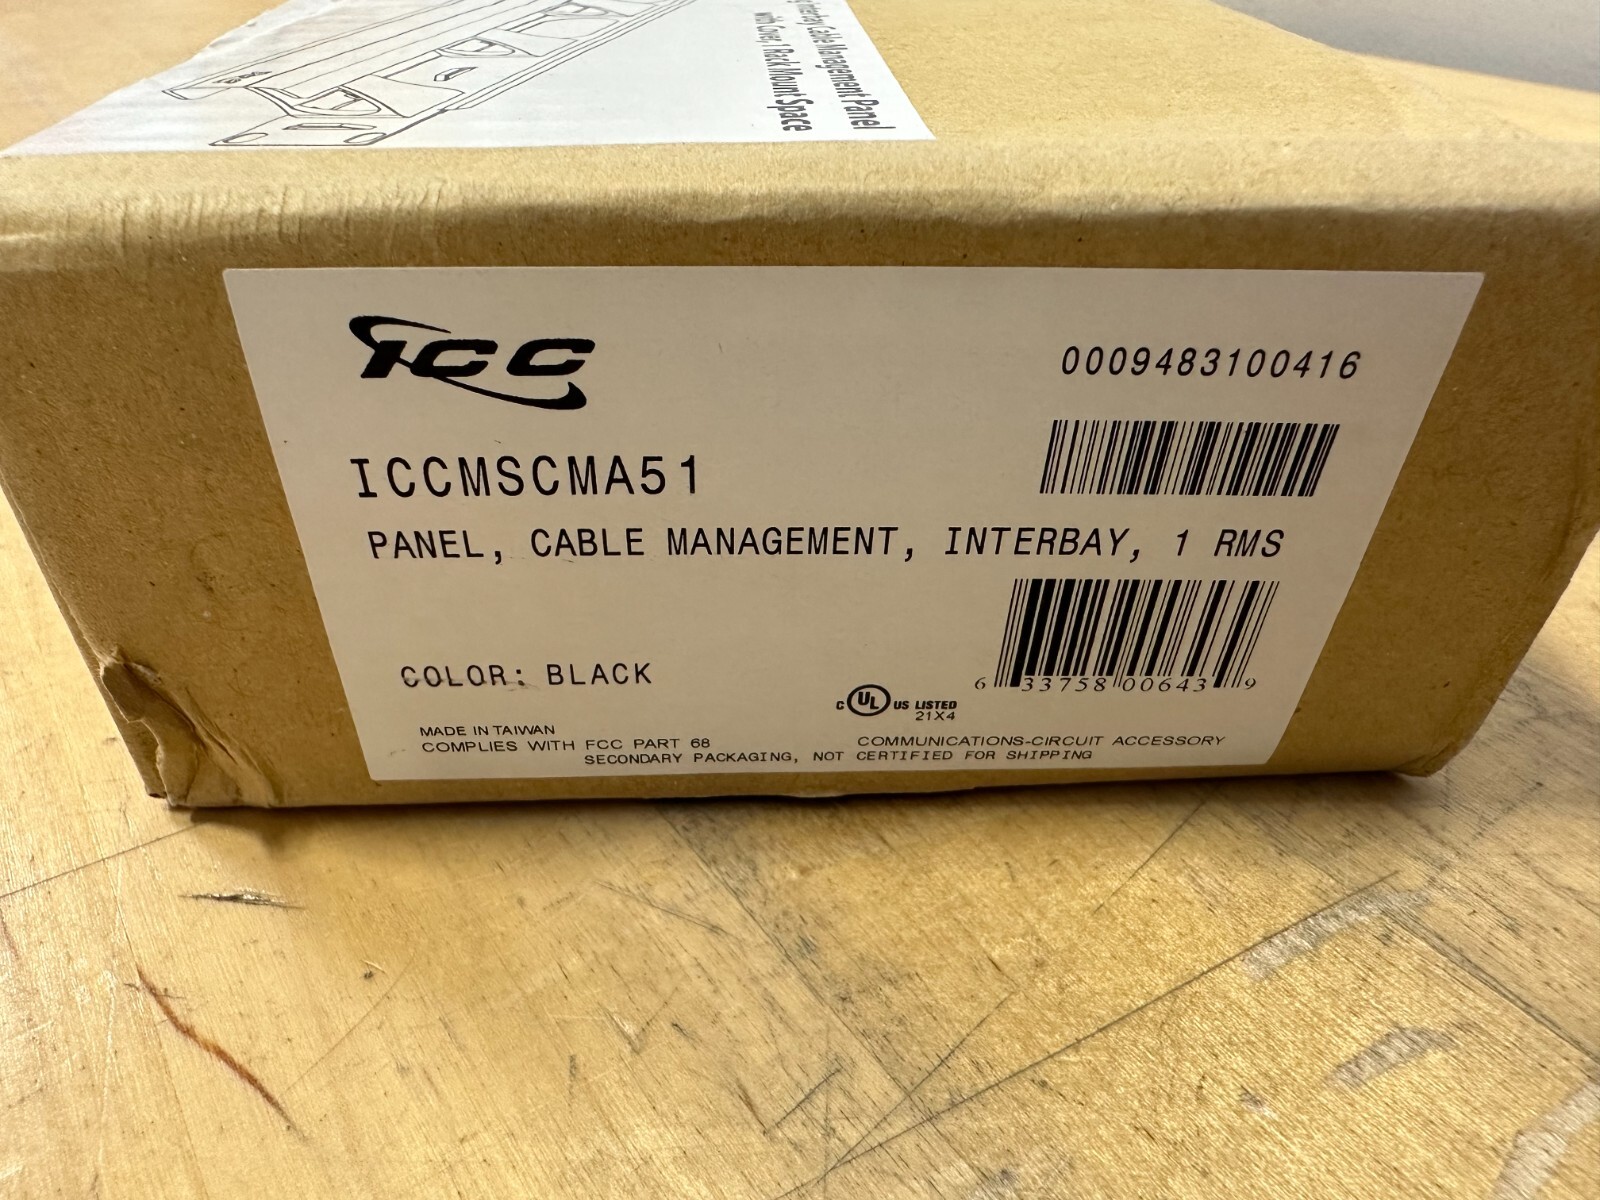 Interbay Cable Management Panel
with Cover, 1 Rack Mount Space
ICC
0009483100416
ICCMSCMA51
PANEL, CABLE MANAGEMENT, INTERBAY, 1 RMS
COLOR: BLACK
6 33758 00643 9
C UL US LISTED
21X4
MADE IN TAIWAN
COMPLIES WITH FCC PART 68
COMMUNICATIONS-CIRCUIT ACCESSORY
SECONDARY PACKAGING, NOT CERTIFIED FOR SHIPPING